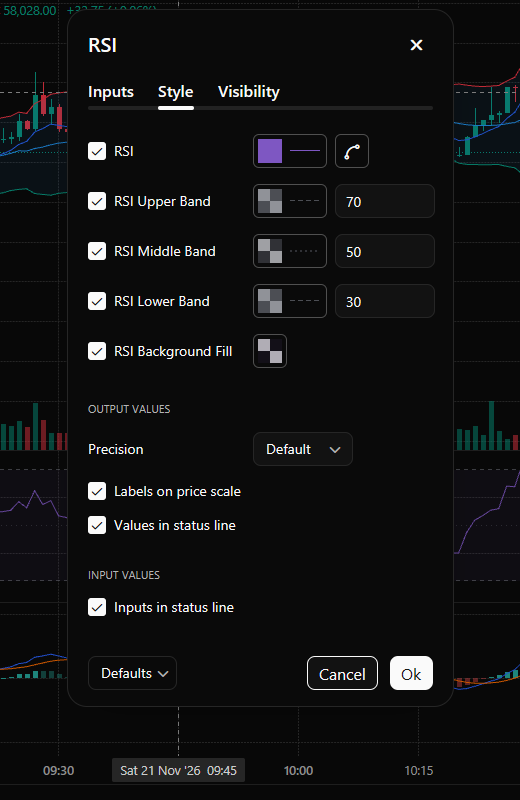 58,028.00 +33.75 (+0.06%)
RSI
Inputs Style Visibility
RSI
RSI Upper Band 70
RSI Middle Band 50
RSI Lower Band 30
RSI Background Fill
OUTPUT VALUES
Precision Default
Labels on price scale
Values in status line
INPUT VALUES
Inputs in status line
Defaults Cancel Ok
09:30 Sat 21 Nov '26 09:45 10:00 10:15